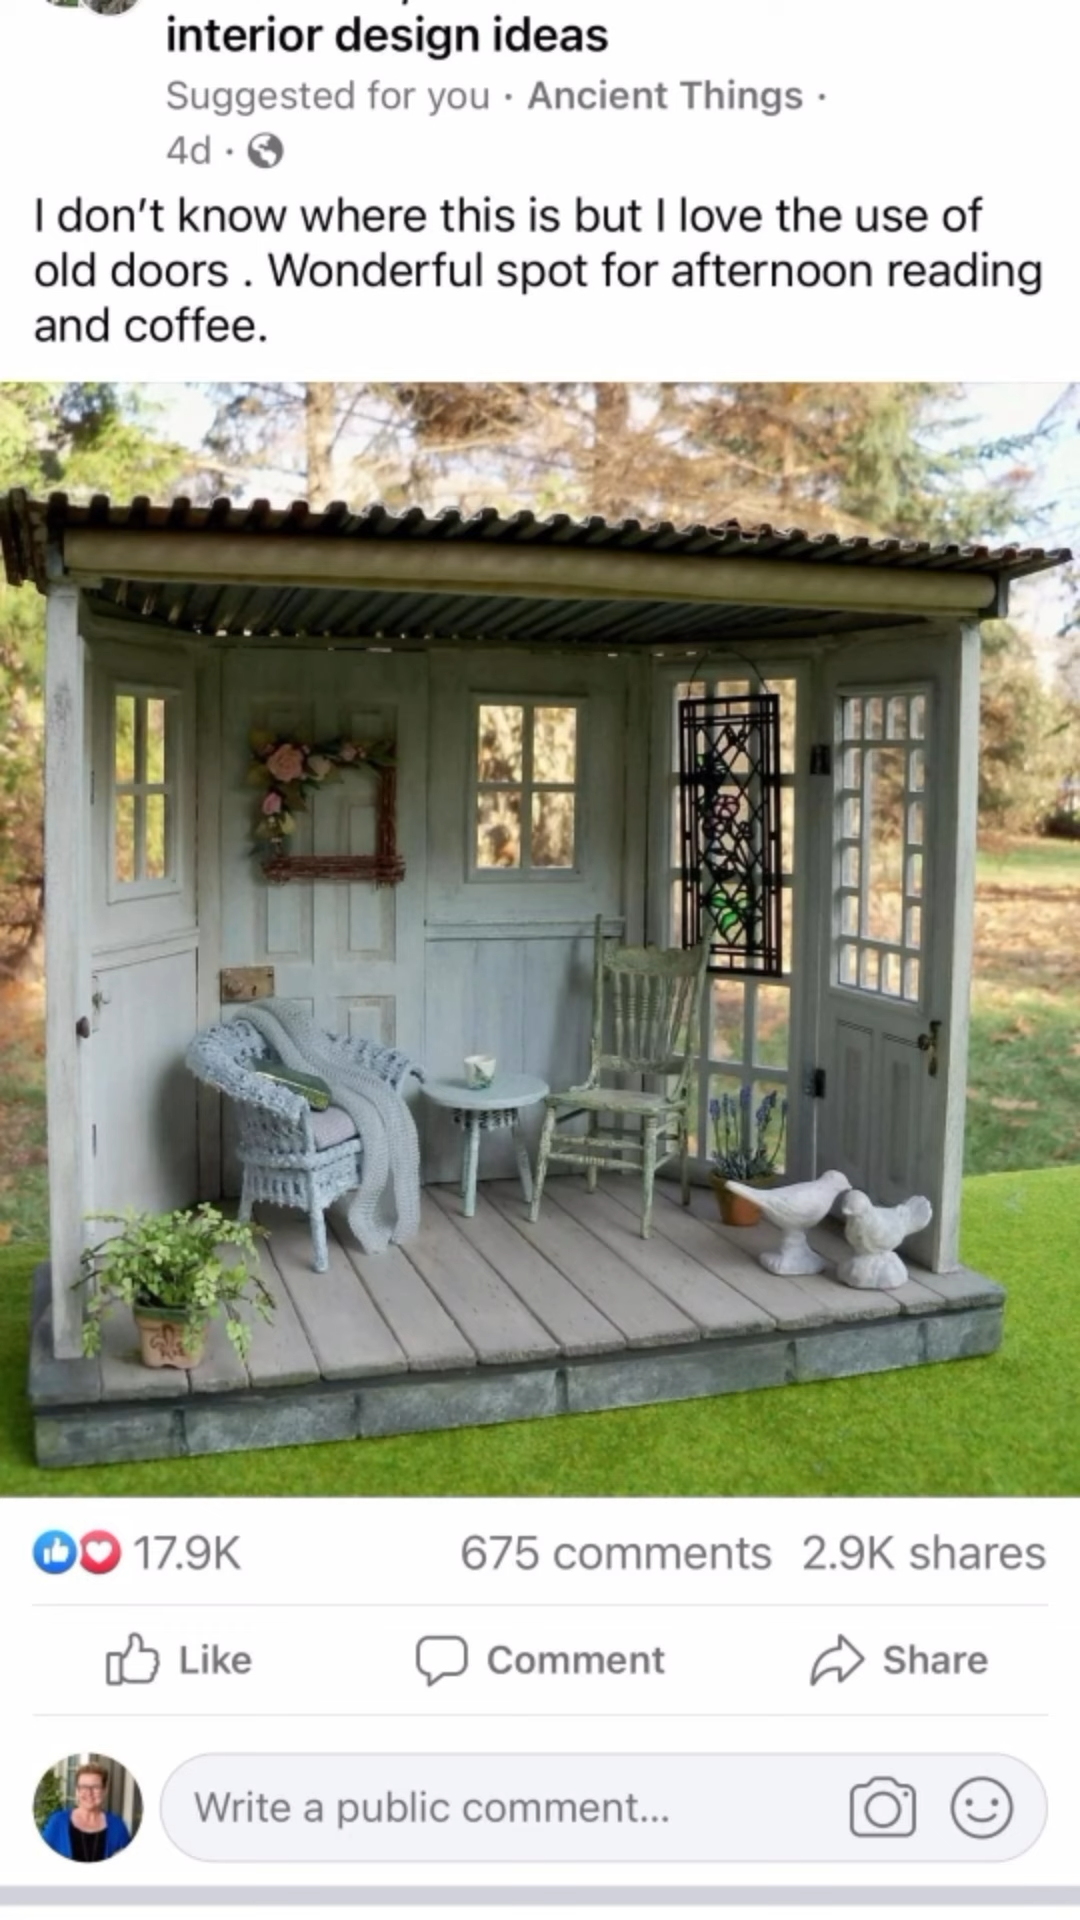 interior design ideas
Suggested for you · Ancient Things ·
4d ·
I don't know where this is but I love the use of
old doors . Wonderful spot for afternoon reading
and coffee.
17.9K 675 comments 2.9K shares
Like Comment Share
Write a public comment...